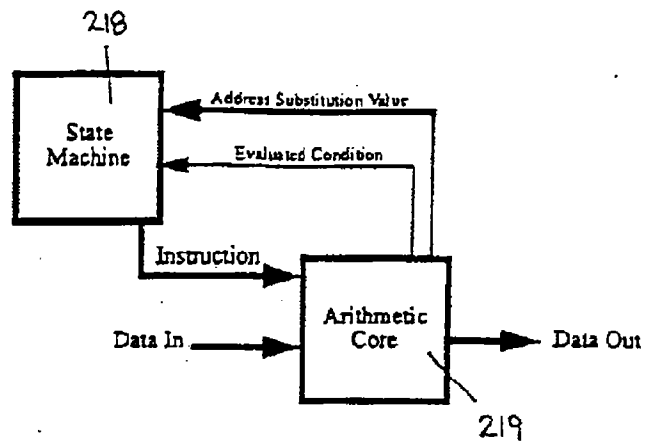 218
State
Machine
Address Substitution Value
Evaluated Condition
Instruction
Data In
Arithmetic
Core
Data Out
219